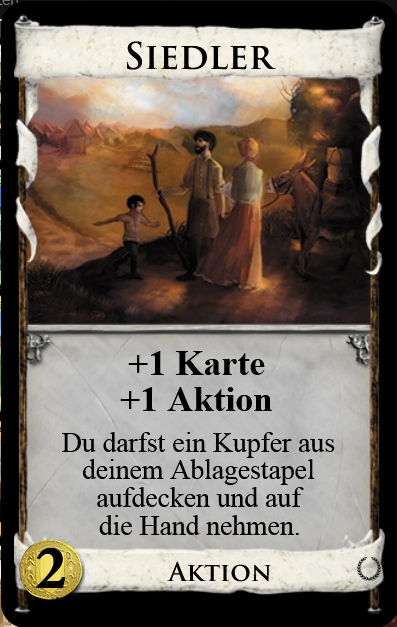 Siedler
+1 Karte
+1 Aktion
Du darfst ein Kupfer aus
deinem Ablagestapel
aufdecken und auf
die Hand nehmen.
2
Aktion